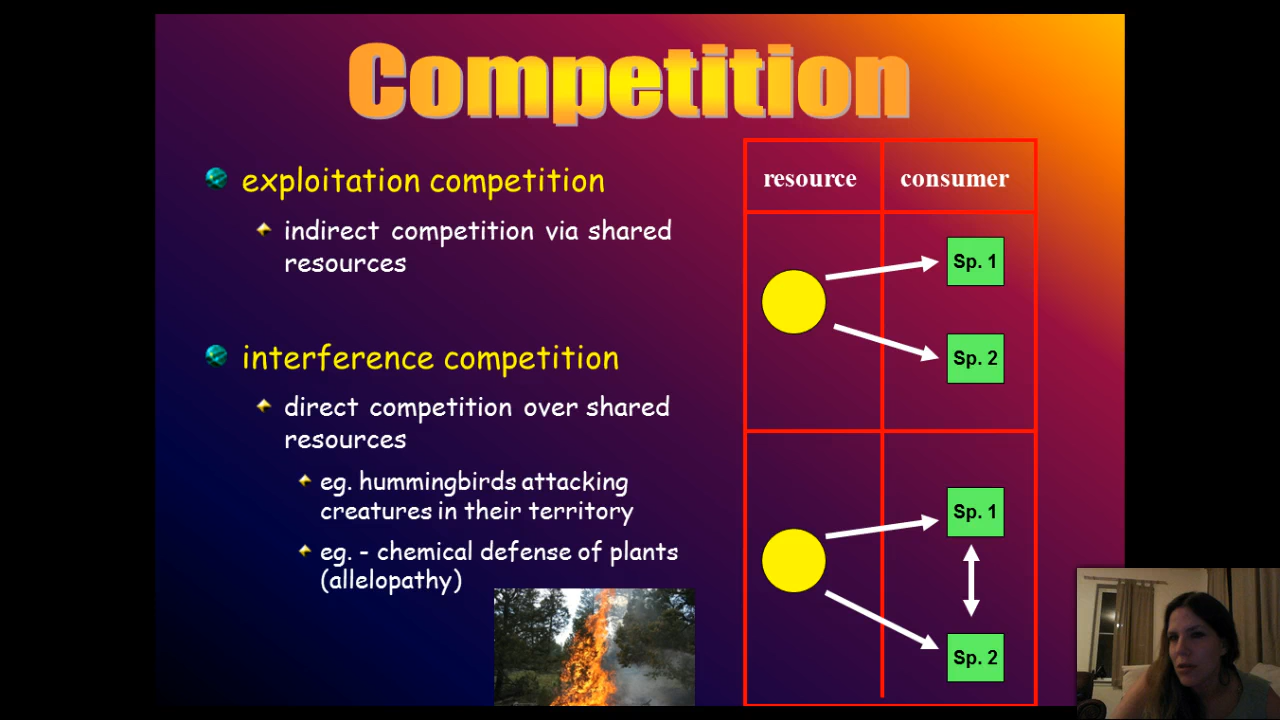 Competition
exploitation competition
indirect competition via shared
resources
interference competition
direct competition over shared
resources
eg. hummingbirds attacking
creatures in their territory
eg. - chemical defense of plants
(allelopathy)
resource consumer
Sp. 1
Sp. 2
Sp. 1
Sp. 2